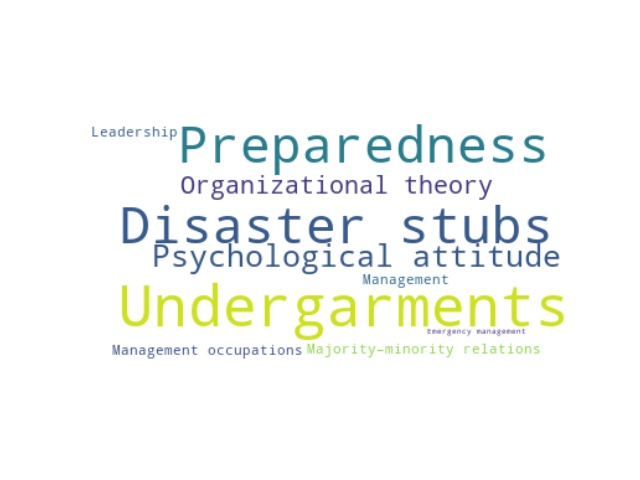 Leadership
Preparedness
Organizational theory
Disaster stubs
Psychological attitude
Management
Undergarments
Emergency management
Management occupations
Majority–minority relations